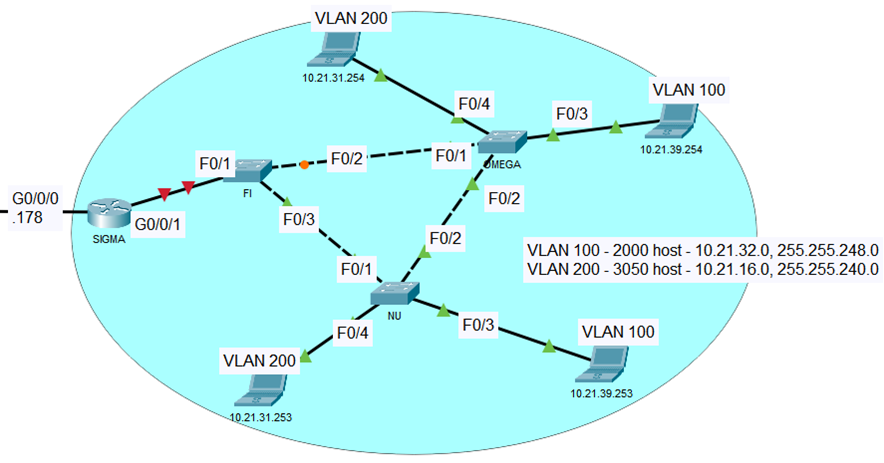 VLAN 200
10.21.31.254
F0/4
F0/3
VLAN 100
10.21.39.254
F0/1
F0/2
F0/1
OMEGA
FI
G0/0/0
.178
G0/0/1
SIGMA
F0/3
F0/2
F0/2
VLAN 100 - 2000 host - 10.21.32.0, 255.255.248.0
VLAN 200 - 3050 host - 10.21.16.0, 255.255.240.0
F0/1
NU
F0/4
F0/3
VLAN 200
10.21.31.253
VLAN 100
10.21.39.253